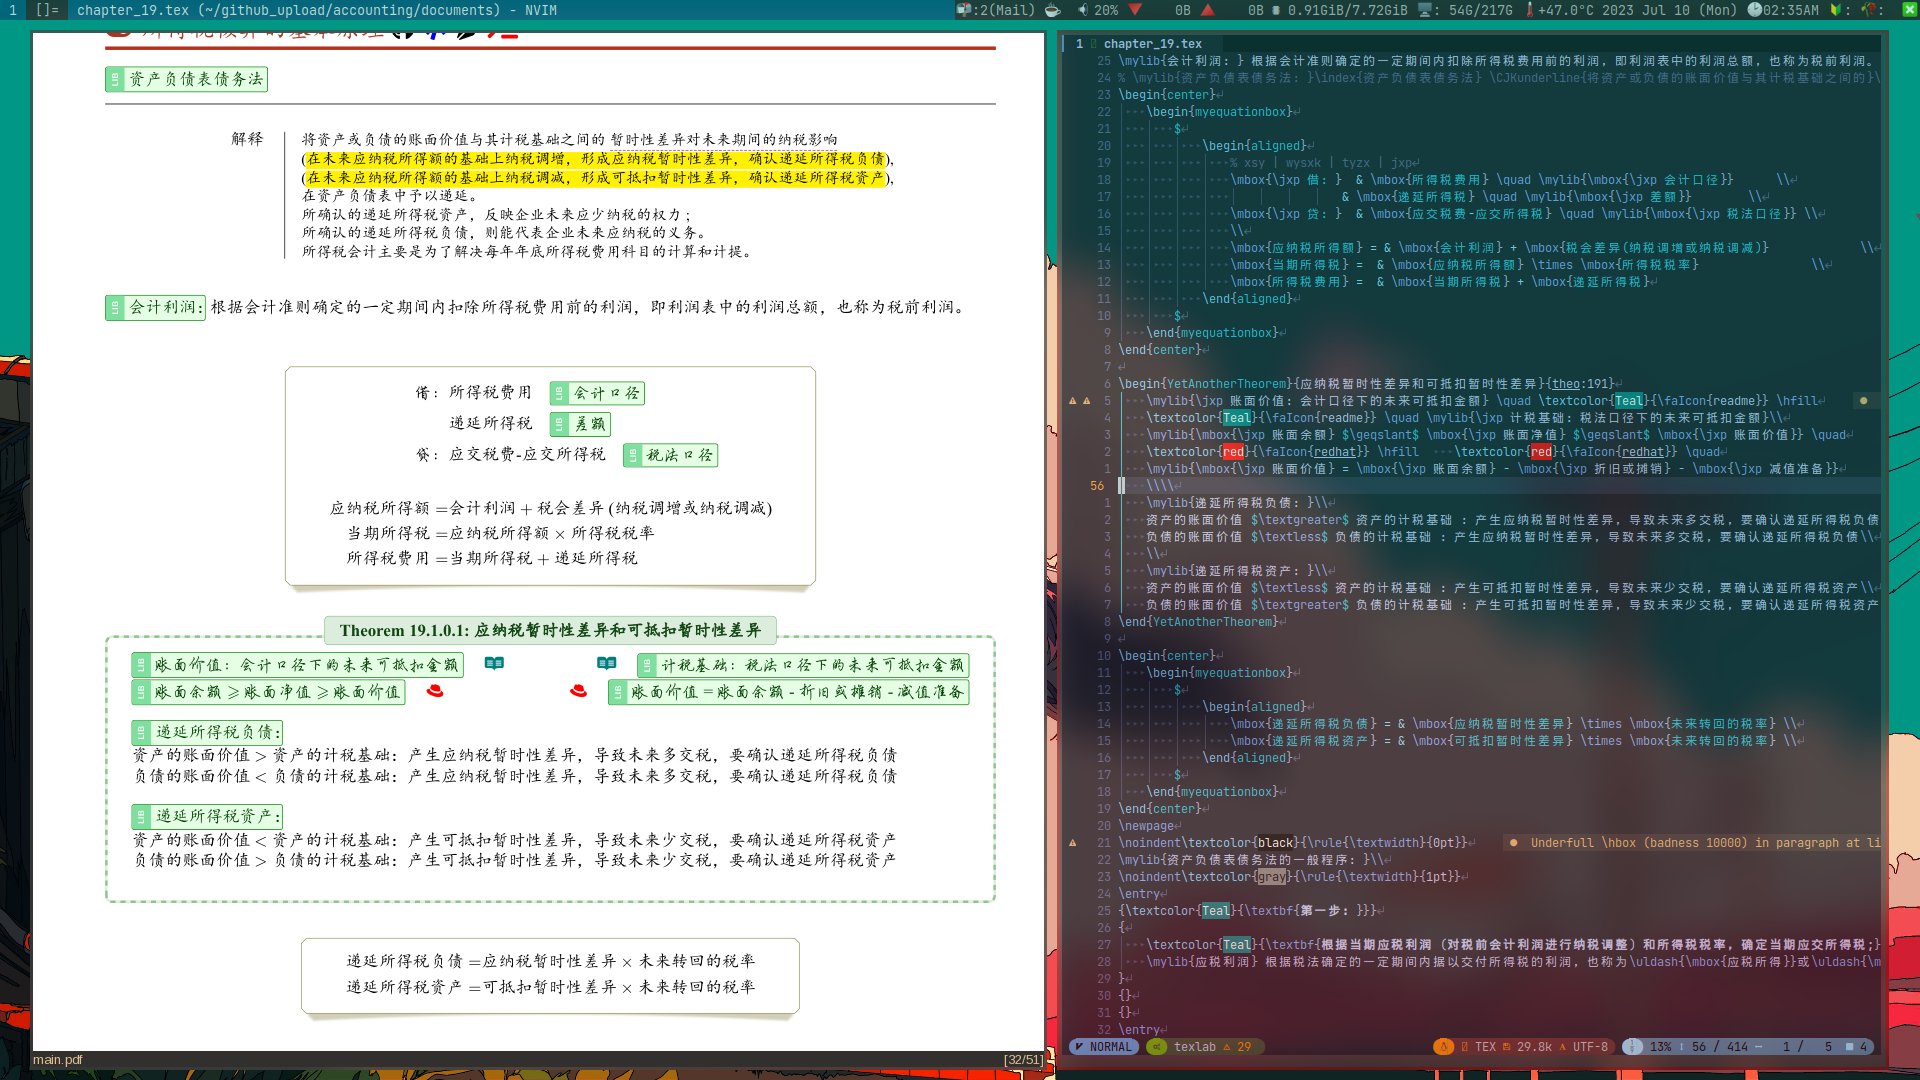 1 []= chapter_19.tex (~/github_upload/accounting/documents) - NVIM
:2(Mail) 20% 0B 0B 0.91GiB/7.72GiB : 54G/217G +47.0°C 2023 Jul 10 (Mon) 02:35AM : :
资产负债表债务法
解释
将资产或负债的账面价值与其计税基础之间的 暂时性差异对未来期间的纳税影响
(在未来应纳税所得额的基础上纳税调增，形成应纳税暂时性差异，确认递延所得税负债),
(在未来应纳税所得额的基础上纳税调减，形成可抵扣暂时性差异，确认递延所得税资产),
在资产负债表中予以递延。
所确认的递延所得税资产，反映企业未来应少纳税的权力；
所确认的递延所得税负债，则能代表企业未来应纳税的义务。
所得税会计主要是为了解决每年年底所得税费用科目的计算和计提。
会计利润: 根据会计准则确定的一定期间内扣除所得税费用前的利润，即利润表中的利润总额，也称为税前利润。
借: 所得税费用 会计口径
递延所得税 差额
贷: 应交税费-应交所得税 税法口径
应纳税所得额 =会计利润 + 税会差异 (纳税调增或纳税调减)
当期所得税 =应纳税所得额 × 所得税税率
所得税费用 =当期所得税 + 递延所得税
Theorem 19.1.0.1: 应纳税暂时性差异和可抵扣暂时性差异
账面价值: 会计口径下的未来可抵扣金额 计税基础: 税法口径下的未来可抵扣金额
账面余额 ⩾ 账面净值 ⩾ 账面价值 账面价值 = 账面余额 - 折旧或摊销 - 减值准备
递延所得税负债:
资产的账面价值 > 资产的计税基础: 产生应纳税暂时性差异，导致未来多交税，要确认递延所得税负债
负债的账面价值 < 负债的计税基础: 产生应纳税暂时性差异，导致未来多交税，要确认递延所得税负债
递延所得税资产:
资产的账面价值 < 资产的计税基础: 产生可抵扣暂时性差异，导致未来少交税，要确认递延所得税资产
负债的账面价值 > 负债的计税基础: 产生可抵扣暂时性差异，导致未来少交税，要确认递延所得税资产
递延所得税负债 =应纳税暂时性差异 × 未来转回的税率
递延所得税资产 =可抵扣暂时性差异 × 未来转回的税率
main.pdf [32/51]
1 chapter_19.tex
25 \mylib{会计利润: } 根据会计准则确定的一定期间内扣除所得税费用前的利润，即利润表中的利润总额，也称为税前利润。
24 % \mylib{资产负债表债务法: }\index{资产负债表债务法} \CJKunderline{将资产或负债的账面价值与其计税基础之间的}\
23 \begin{center}
22 \begin{myequationbox}
21 $
20 \begin{aligned}
19 % xsy | wysxk | tyzx | jxp
18 \mbox{\jxp 借: } & \mbox{所得税费用} \quad \mylib{\mbox{\jxp 会计口径}} \\
17 & \mbox{递延所得税} \quad \mylib{\mbox{\jxp 差额}} \\
16 \mbox{\jxp 贷: } & \mbox{应交税费-应交所得税} \quad \mylib{\mbox{\jxp 税法口径}} \\
15 \\
14 \mbox{应纳税所得额} = & \mbox{会计利润} + \mbox{税会差异(纳税调增或纳税调减)} \\
13 \mbox{当期所得税} = & \mbox{应纳税所得额} \times \mbox{所得税税率} \\
12 \mbox{所得税费用} = & \mbox{当期所得税} + \mbox{递延所得税}
11 \end{aligned}
10 $
9 \end{myequationbox}
8 \end{center}
7
6 \begin{YetAnotherTheorem}{应纳税暂时性差异和可抵扣暂时性差异}{theo:191}
5 \mylib{\jxp 账面价值: 会计口径下的未来可抵扣金额} \quad \textcolor{Teal}{\faIcon{readme}} \hfill
4 \textcolor{Teal}{\faIcon{readme}} \quad \mylib{\jxp 计税基础: 税法口径下的未来可抵扣金额}\\
3 \mylib{\mbox{\jxp 账面余额} $\geqslant$ \mbox{\jxp 账面净值} $\geqslant$ \mbox{\jxp 账面价值}} \quad
2 \textcolor{red}{\faIcon{redhat}} \hfill \textcolor{red}{\faIcon{redhat}} \quad
1 \mylib{\mbox{\jxp 账面价值} = \mbox{\jxp 账面余额} - \mbox{\jxp 折旧或摊销} - \mbox{\jxp 减值准备}}
56 \\\\
1 \mylib{递延所得税负债: }\\
2 资产的账面价值 $\textgreater$ 资产的计税基础 : 产生应纳税暂时性差异，导致未来多交税，要确认递延所得税负债
3 负债的账面价值 $\textless$ 负债的计税基础 : 产生应纳税暂时性差异，导致未来多交税，要确认递延所得税负债\\
4 \\
5 \mylib{递延所得税资产: }\\
6 资产的账面价值 $\textless$ 资产的计税基础 : 产生可抵扣暂时性差异，导致未来少交税，要确认递延所得税资产\\
7 负债的账面价值 $\textgreater$ 负债的计税基础 : 产生可抵扣暂时性差异，导致未来少交税，要确认递延所得税资产
8 \end{YetAnotherTheorem}
9
10 \begin{center}
11 \begin{myequationbox}
12 $
13 \begin{aligned}
14 \mbox{递延所得税负债} = & \mbox{应纳税暂时性差异} \times \mbox{未来转回的税率} \\
15 \mbox{递延所得税资产} = & \mbox{可抵扣暂时性差异} \times \mbox{未来转回的税率} \\
16 \end{aligned}
17 $
18 \end{myequationbox}
19 \end{center}
20 \newpage
21 \noindent\textcolor{black}{\rule{\textwidth}{0pt}} Underfull \hbox (badness 10000) in paragraph at li
22 \mylib{资产负债表债务法的一般程序: }\\
23 \noindent\textcolor{gray}{\rule{\textwidth}{1pt}}
24 \entry
25 {\textcolor{Teal}{\textbf{第一步: }}}
26 {
27 \textcolor{Teal}{\textbf{根据当期应税利润 (对税前会计利润进行纳税调整) 和所得税税率，确定当期应交所得税;}
28 \mylib{应税利润} 根据税法确定的一定期间内据以交付所得税的利润，也称为\uldash{\mbox{应税所得}}或\uldash{\m
29 }
30 {}
31 {}
32 \entry
NORMAL texlab 29 TEX 29.8k UTF-8 13% 56 / 414 1 / 5 4